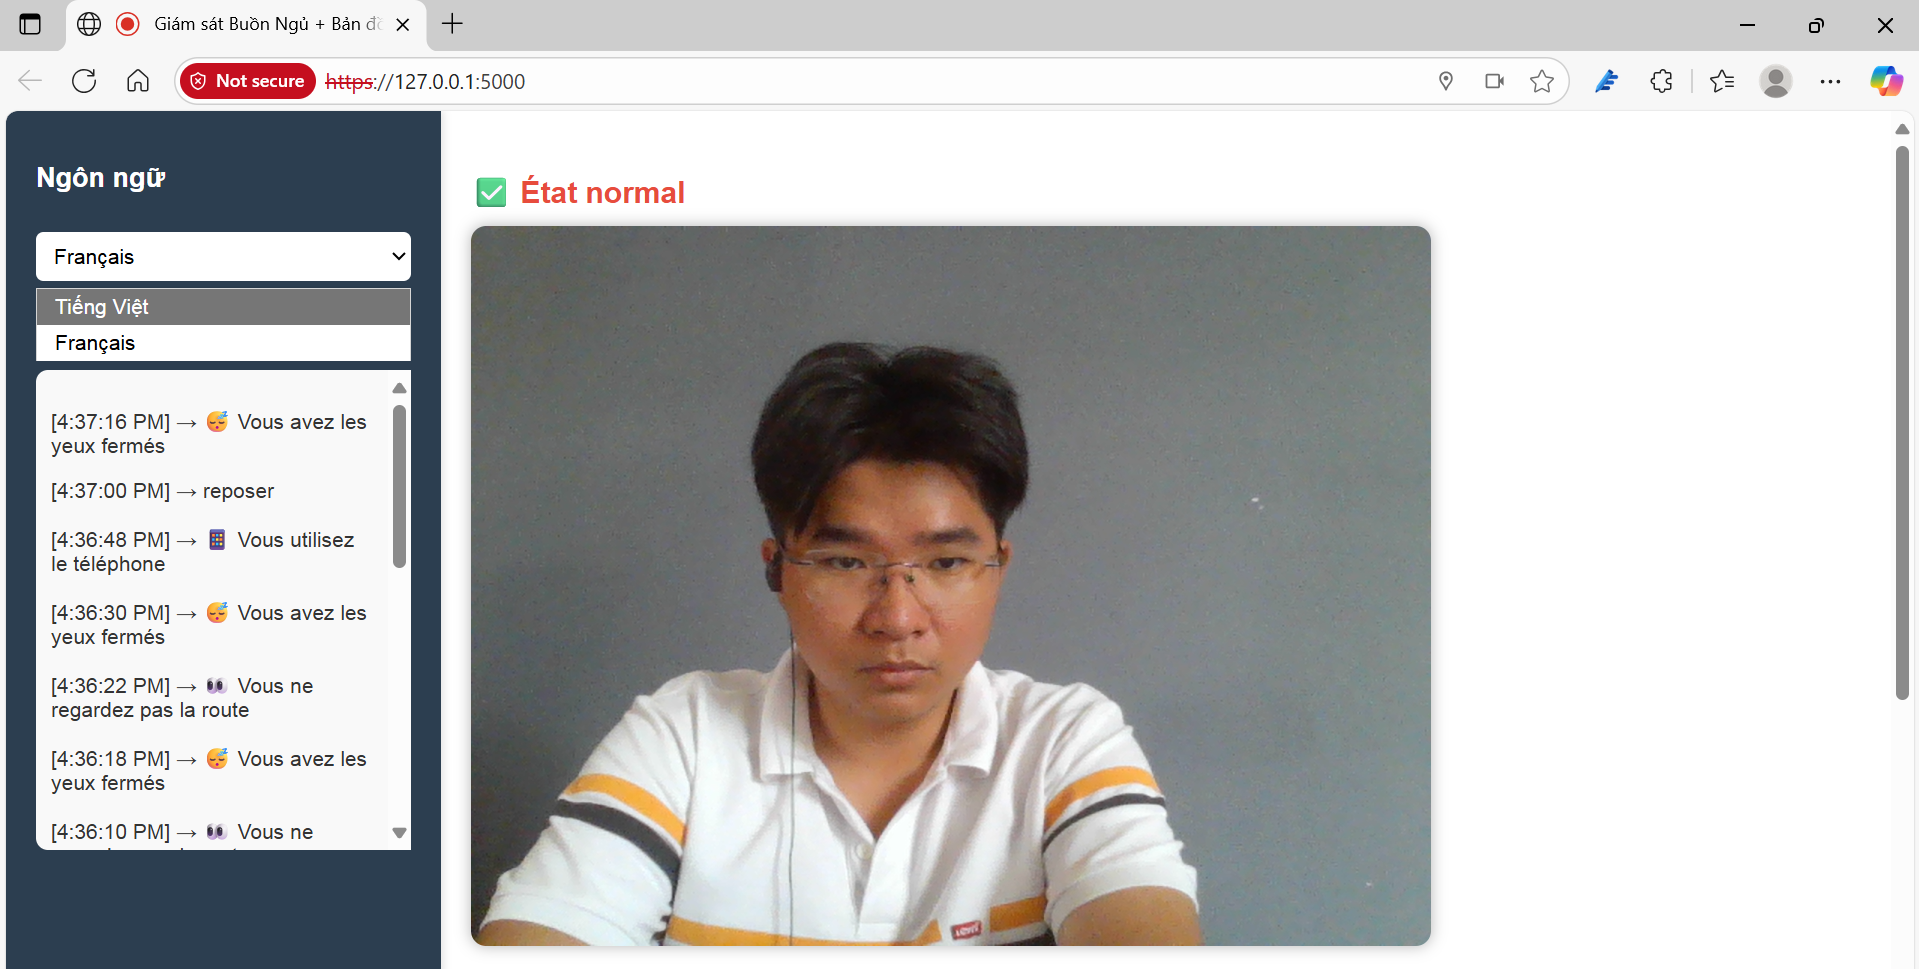 Giám sát Buồn Ngủ + Bản đồ
Not secure https://127.0.0.1:5000
Ngôn ngữ
Français
Tiếng Việt
Français
[4:37:16 PM] → 😴 Vous avez les
yeux fermés
[4:37:00 PM] → reposer
[4:36:48 PM] → 📱 Vous utilisez
le téléphone
[4:36:30 PM] → 😴 Vous avez les
yeux fermés
[4:36:22 PM] → 👀 Vous ne
regardez pas la route
[4:36:18 PM] → 😴 Vous avez les
yeux fermés
[4:36:10 PM] → 👀 Vous ne
✅ État normal
Levi's